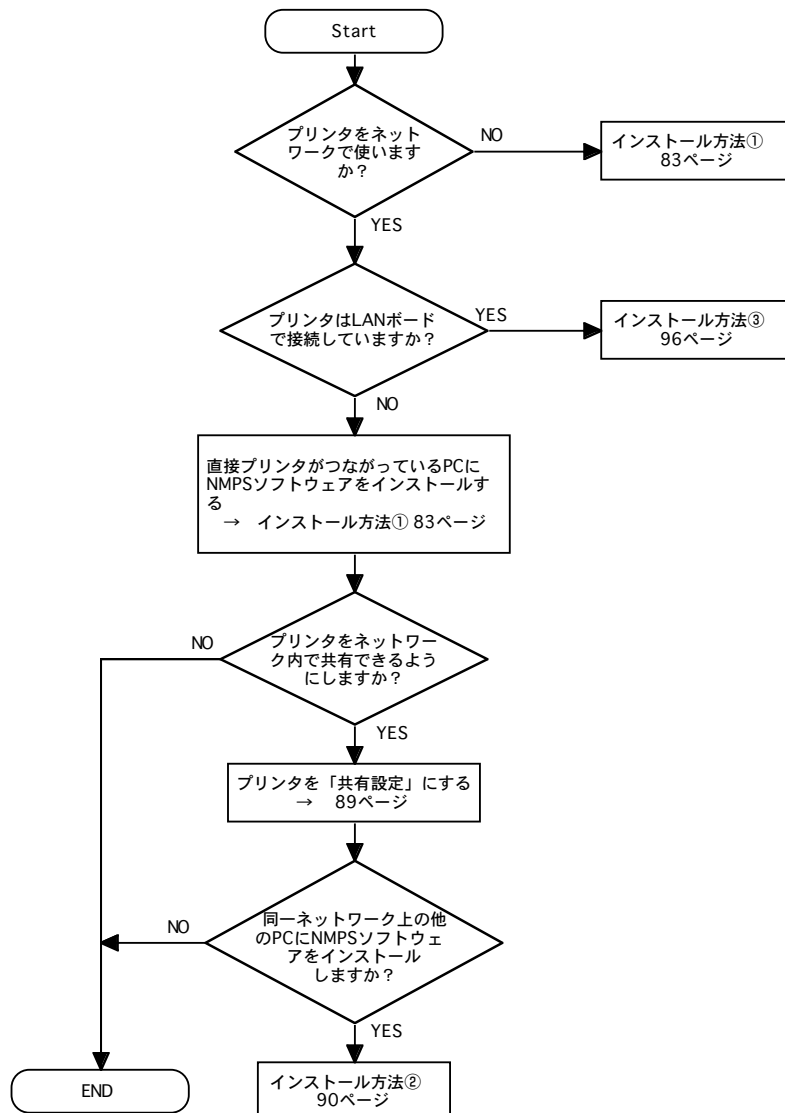 Start
プリンタをネット
ワークで使います
か？
NO
インストール方法①
83ページ
YES
プリンタはLANボード
で接続していますか？
YES
インストール方法③
96ページ
NO
直接プリンタがつながっているPCに
NMPSソフトウェアをインストールす
る
→ インストール方法① 83ページ
NO
プリンタをネットワー
ク内で共有できるよう
にしますか？
YES
プリンタを「共有設定」にする
→ 89ページ
NO
同一ネットワーク上の他
のPCにNMPSソフトウェ
アをインストール
しますか？
YES
END
インストール方法②
90ページ